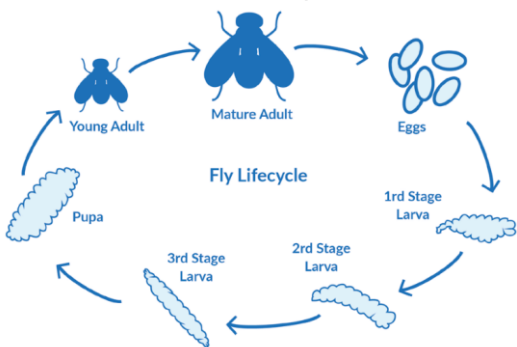 Young Adult
Mature Adult
Eggs
Fly Lifecycle
1rd Stage
Larva
Pupa
3rd Stage
Larva
2rd Stage
Larva